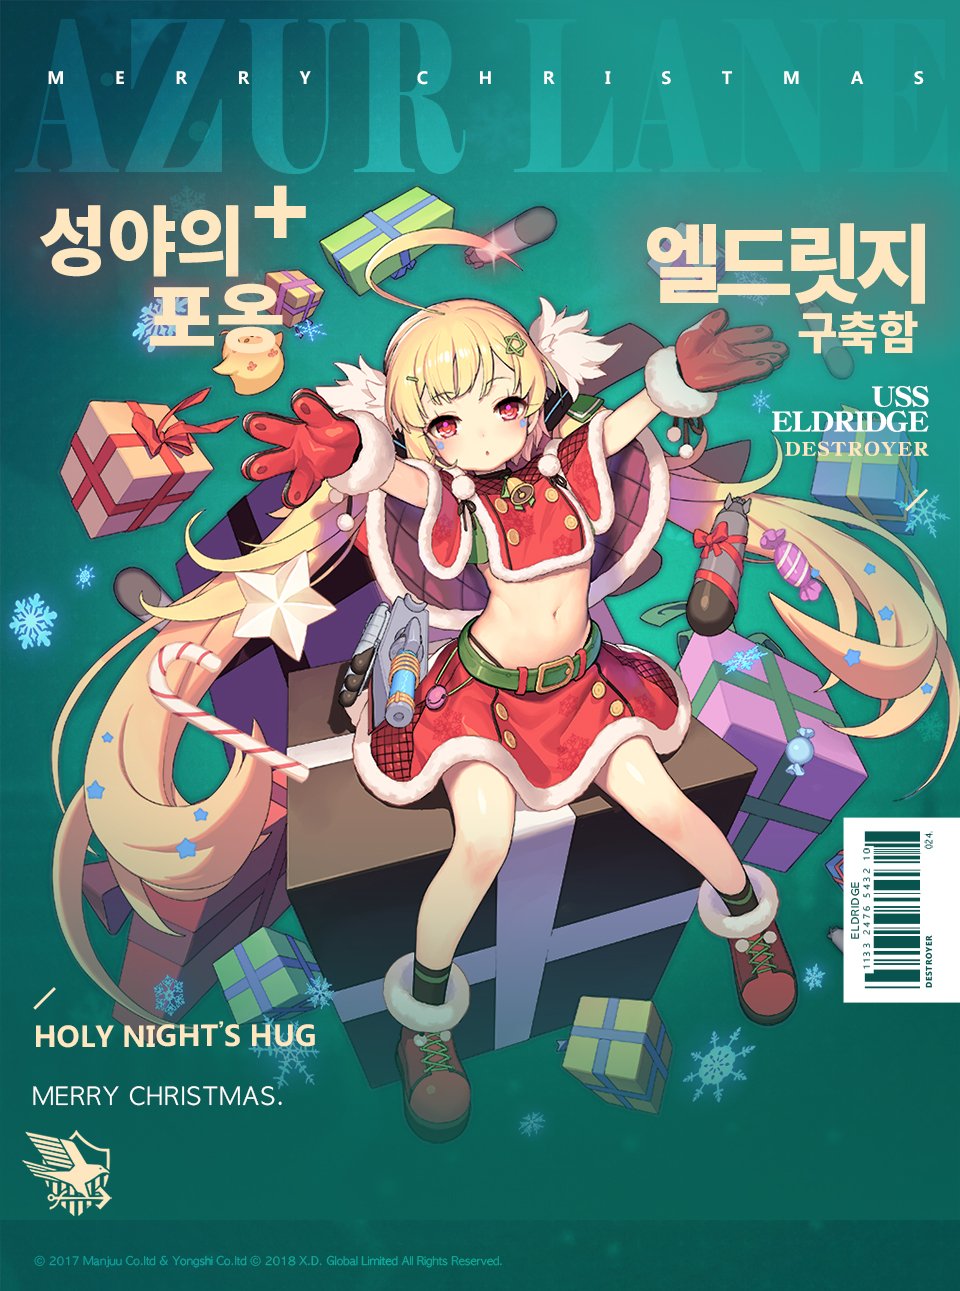 AZUR LANE
MERRY CHRISTMAS
성야의+
포옹
엘드릿지
구축함
USS
ELDRIDGE
DESTROYER
ELDRIDGE
1133 2476 5432 10
024.
DESTROYER
HOLY NIGHT'S HUG
MERRY CHRISTMAS.
© 2017 Manjuu Co.ltd & Yongshi Co.ltd © 2018 X.D. Global Limited All Rights Reserved.